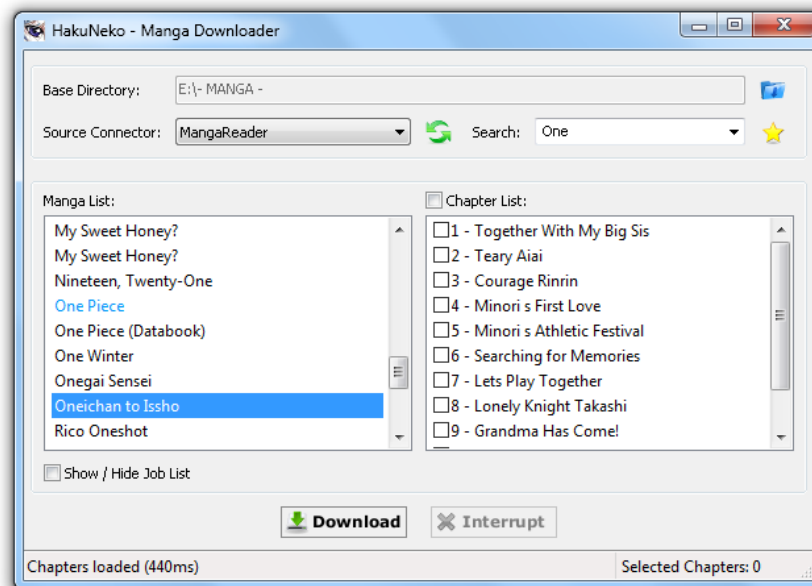 HakuNeko - Manga Downloader
Base Directory: E:\- MANGA -
Source Connector: MangaReader Search: One
Manga List:
My Sweet Honey?
My Sweet Honey?
Nineteen, Twenty-One
One Piece
One Piece (Databook)
One Winter
Onegai Sensei
Oneichan to Issho
Rico Oneshot
Chapter List:
1 - Together With My Big Sis
2 - Teary Aiai
3 - Courage Rinrin
4 - Minori s First Love
5 - Minori s Athletic Festival
6 - Searching for Memories
7 - Lets Play Together
8 - Lonely Knight Takashi
9 - Grandma Has Come!
Show / Hide Job List
Download Interrupt
Chapters loaded (440ms) Selected Chapters: 0